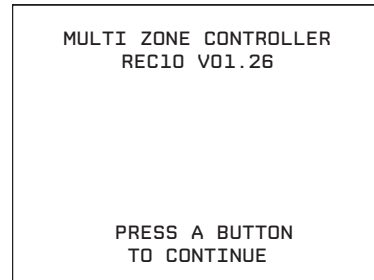 MULTI ZONE CONTROLLER
REC10 V01.26
PRESS A BUTTON
TO CONTINUE